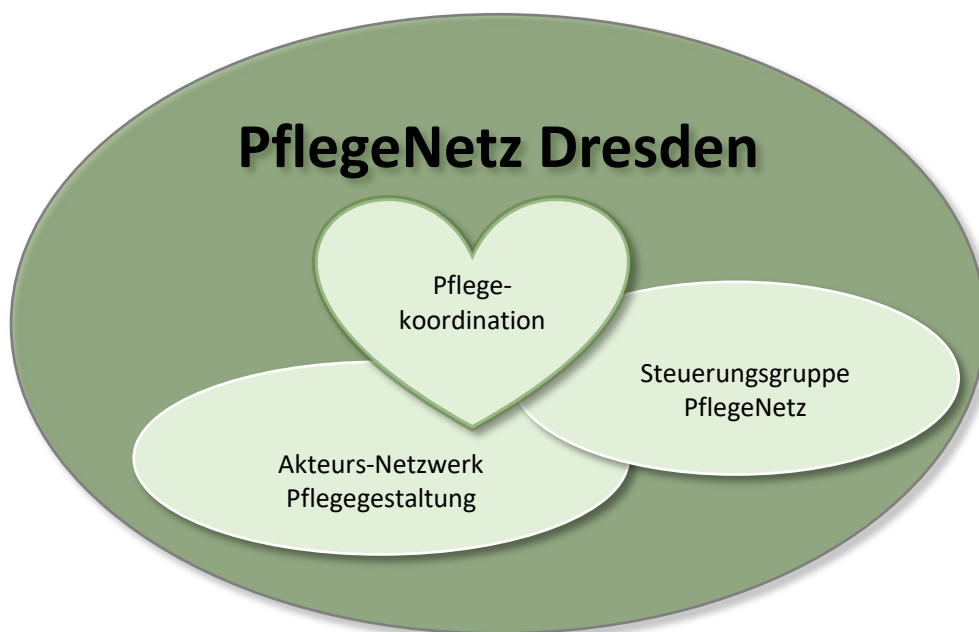 PflegeNetz Dresden
Pflege-
koordination
Steuerungsgruppe
PflegeNetz
Akteurs-Netzwerk
Pflegegestaltung